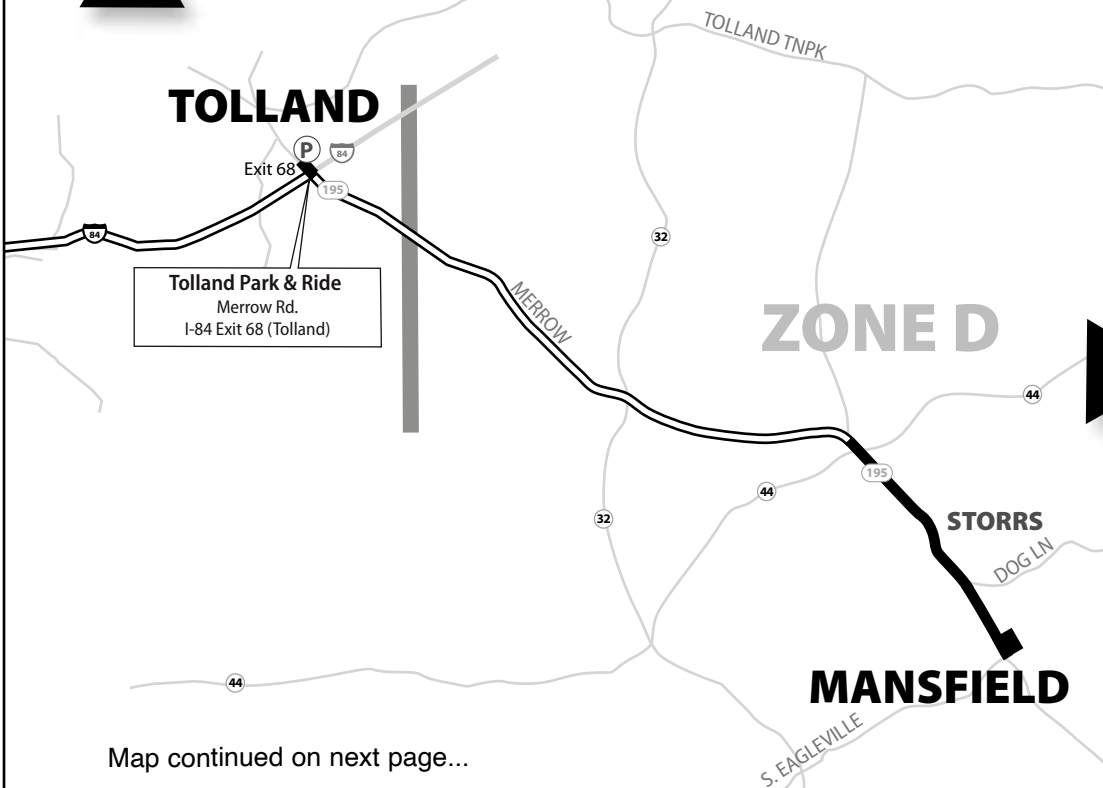 TOLLAND TNPK
TOLLAND
P
84
Exit 68
195
84
32
Tolland Park & Ride
Merrow Rd.
I-84 Exit 68 (Tolland)
MERROW
ZONE D
44
195
44
32
STORRS
DOG LN
44
MANSFIELD
S. EAGLEVILLE
Map continued on next page...